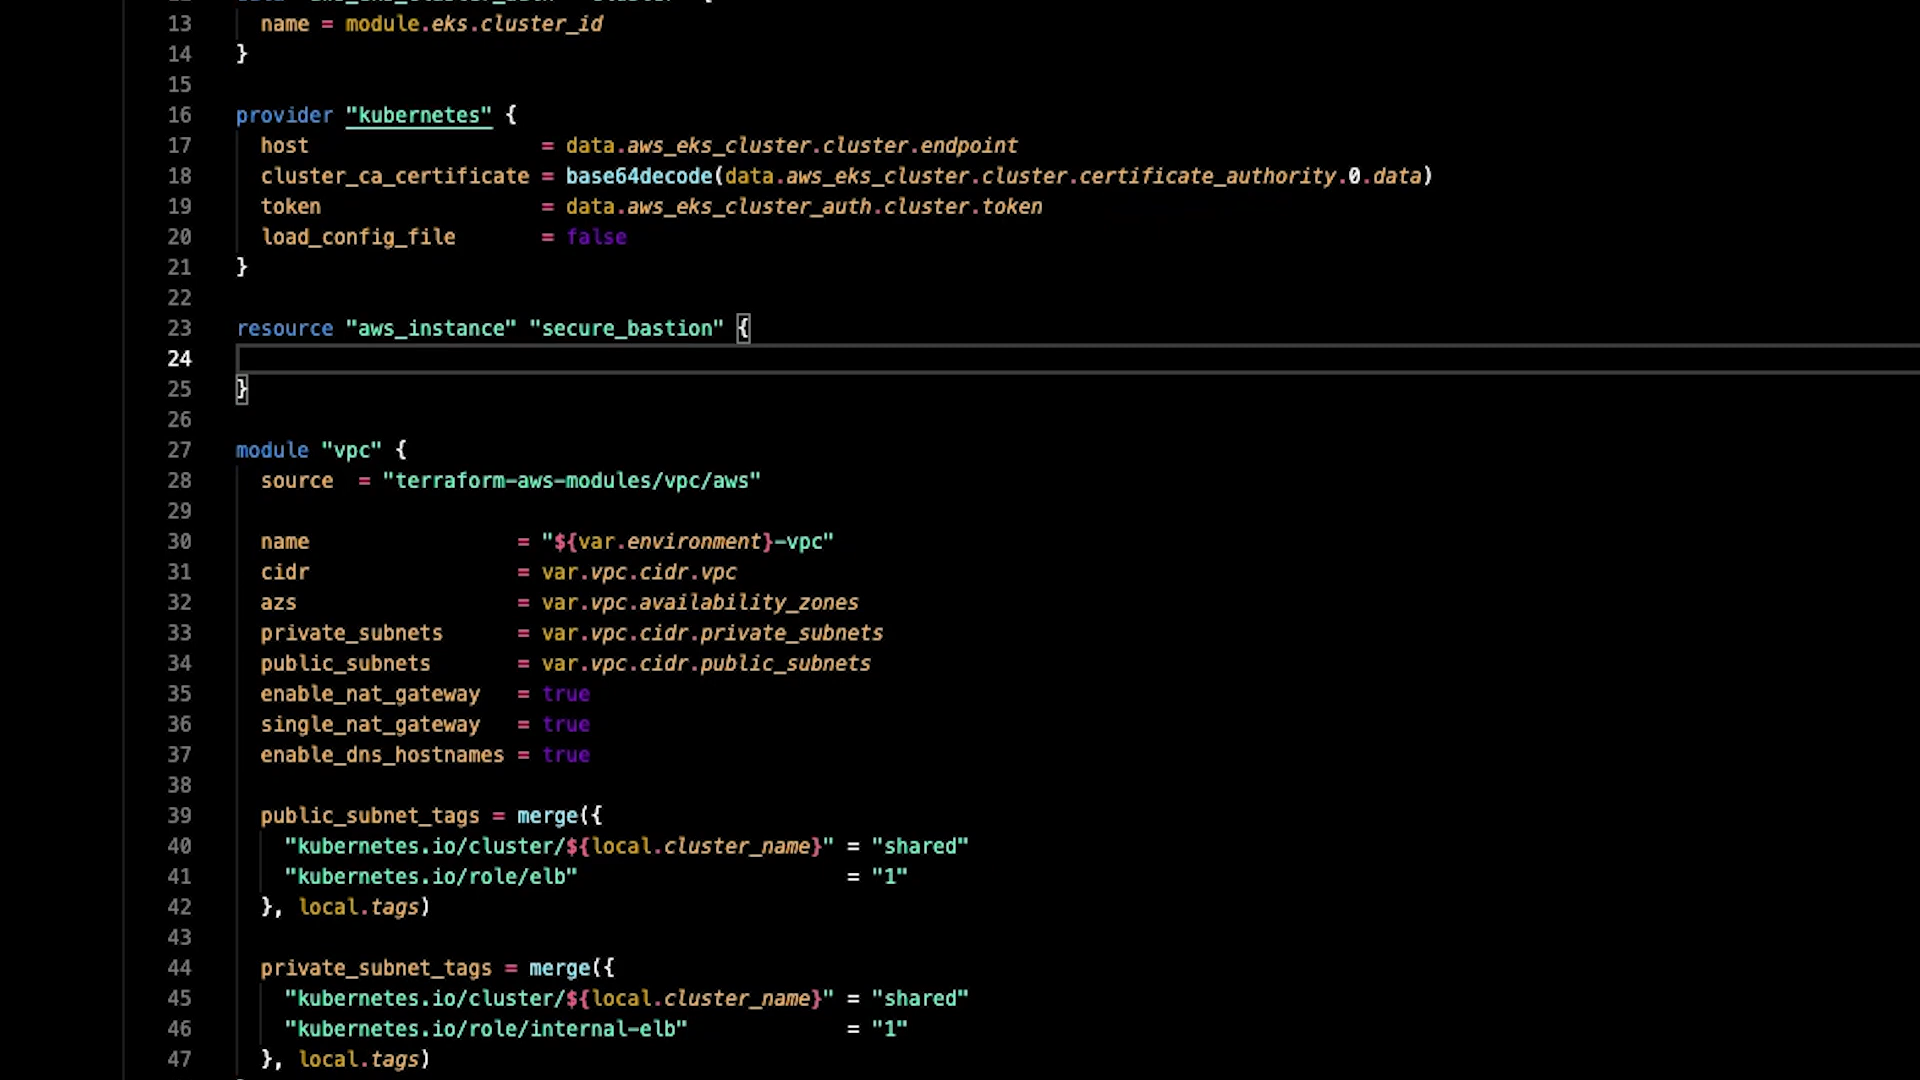 13 name = module.eks.cluster_id
14 }
15
16 provider "kubernetes" {
17 host = data.aws_eks_cluster.cluster.endpoint
18 cluster_ca_certificate = base64decode(data.aws_eks_cluster.cluster.certificate_authority.0.data)
19 token = data.aws_eks_cluster_auth.cluster.token
20 load_config_file = false
21 }
22
23 resource "aws_instance" "secure_bastion" {
24
25 }
26
27 module "vpc" {
28 source = "terraform-aws-modules/vpc/aws"
29
30 name = "${var.environment}-vpc"
31 cidr = var.vpc.cidr.vpc
32 azs = var.vpc.availability_zones
33 private_subnets = var.vpc.cidr.private_subnets
34 public_subnets = var.vpc.cidr.public_subnets
35 enable_nat_gateway = true
36 single_nat_gateway = true
37 enable_dns_hostnames = true
38
39 public_subnet_tags = merge({
40 "kubernetes.io/cluster/${local.cluster_name}" = "shared"
41 "kubernetes.io/role/elb" = "1"
42 }, local.tags)
43
44 private_subnet_tags = merge({
45 "kubernetes.io/cluster/${local.cluster_name}" = "shared"
46 "kubernetes.io/role/internal-elb" = "1"
47 }, local.tags)